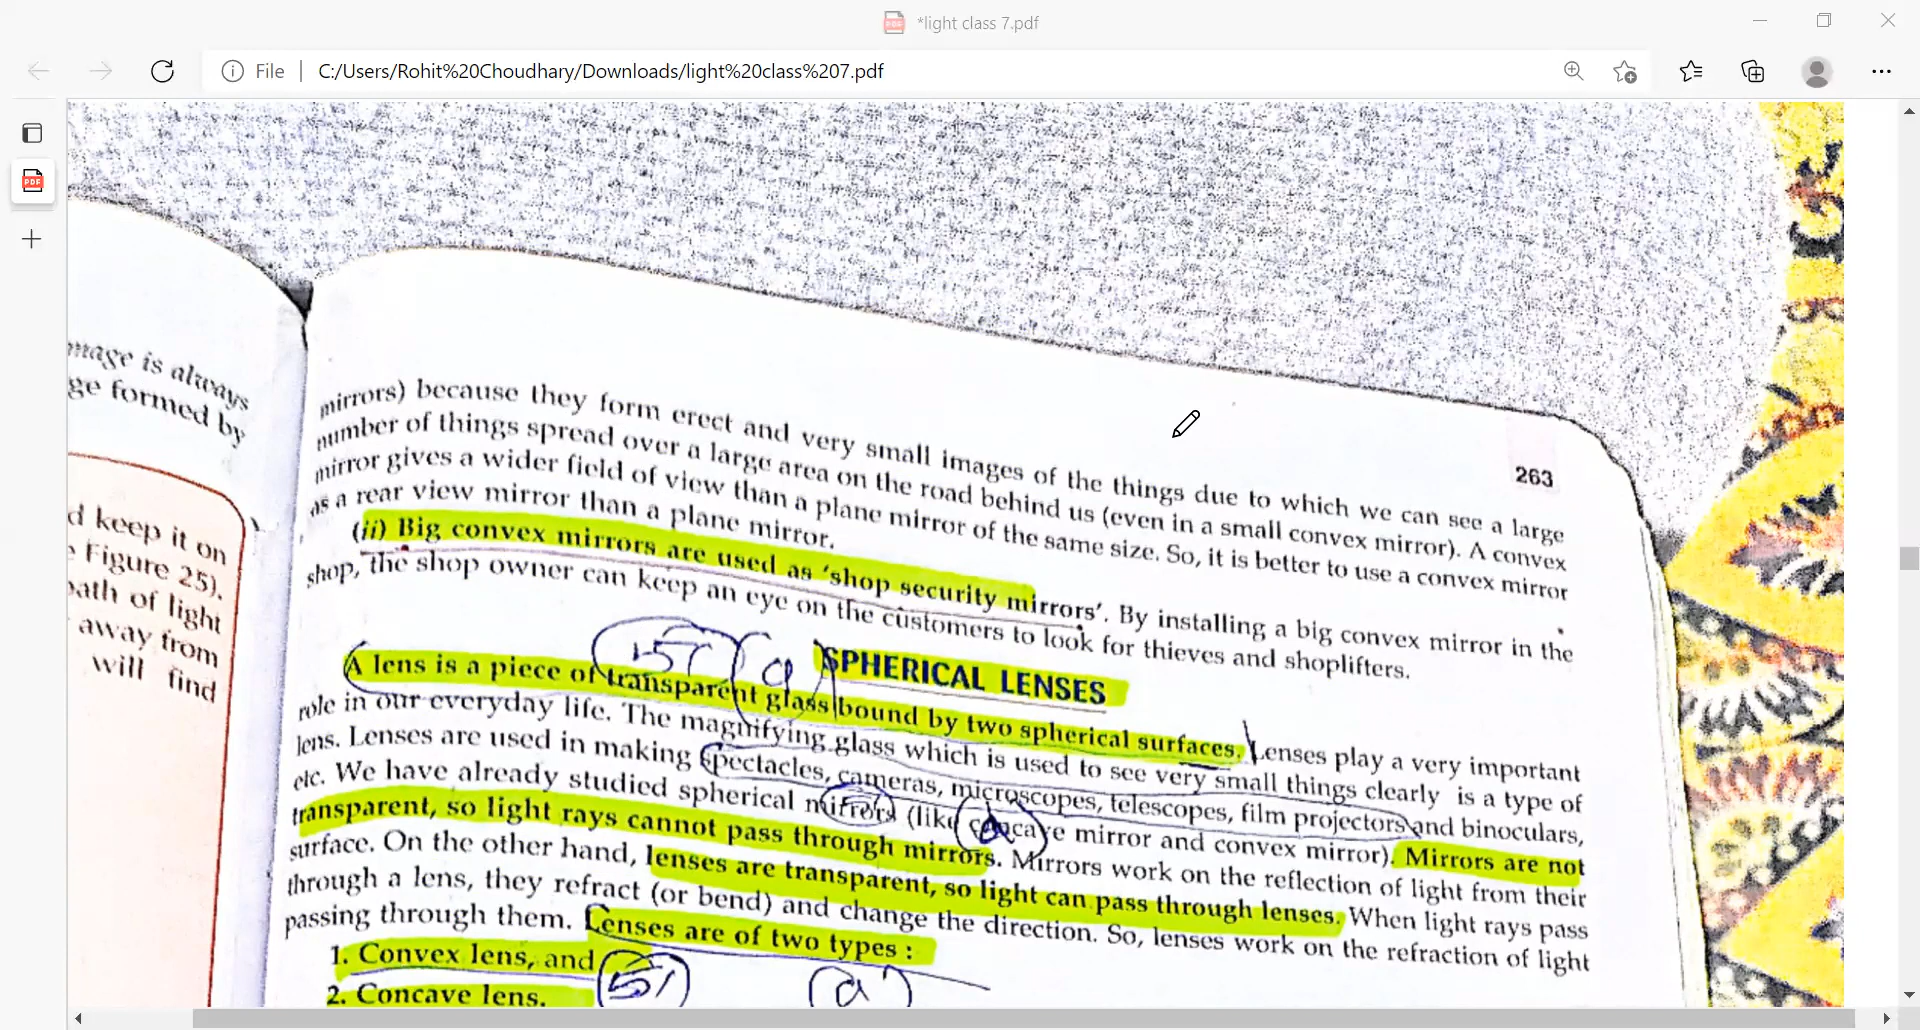 *light class 7.pdf
File | C:/Users/Rohit%20Choudhary/Downloads/light%20class%207.pdf
mage is always
ge formed by
d keep it on
Figure 25).
path of light
away from
will find
263
mirrors) because they form erect and very small images of the things due to which we can see a large
number of things spread over a large area on the road behind us (even in a small convex mirror). A convex
mirror gives a wider field of view than a plane mirror of the same size. So, it is better to use a convex mirror
as a rear view mirror than a plane mirror.
(ii) Big convex mirrors are used as 'shop security mirrors'. By installing a big convex mirror in the
shop, the shop owner can keep an eye on the customers to look for thieves and shoplifters.
SPHERICAL LENSES
A lens is a piece of transparent glass bound by two spherical surfaces. Lenses play a very important
role in our everyday life. The magnifying glass which is used to see very small things clearly is a type of
lens. Lenses are used in making spectacles, cameras, microscopes, telescopes, film projectors and binoculars,
etc. We have already studied spherical mirrors (like concave mirror and convex mirror). Mirrors are not
transparent, so light rays cannot pass through mirrors. Mirrors work on the reflection of light from their
surface. On the other hand, lenses are transparent, so light can pass through lenses. When light rays pass
through a lens, they refract (or bend) and change the direction. So, lenses work on the refraction of light
passing through them. Lenses are of two types :
1. Convex lens, and
2. Concave lens.